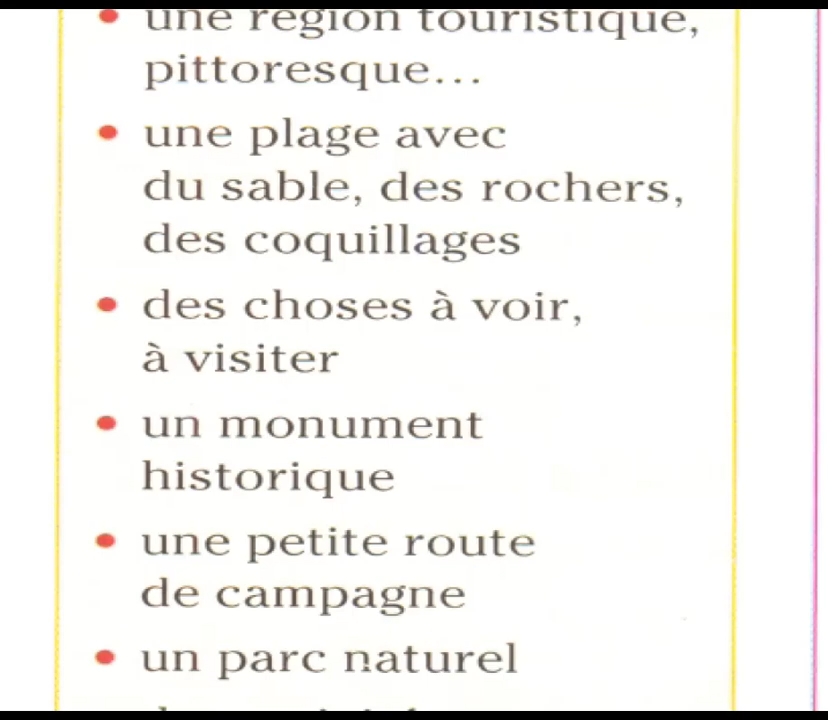 • une région touristique,
pittoresque...
• une plage avec
du sable, des rochers,
des coquillages
• des choses à voir,
à visiter
• un monument
historique
• une petite route
de campagne
• un parc naturel